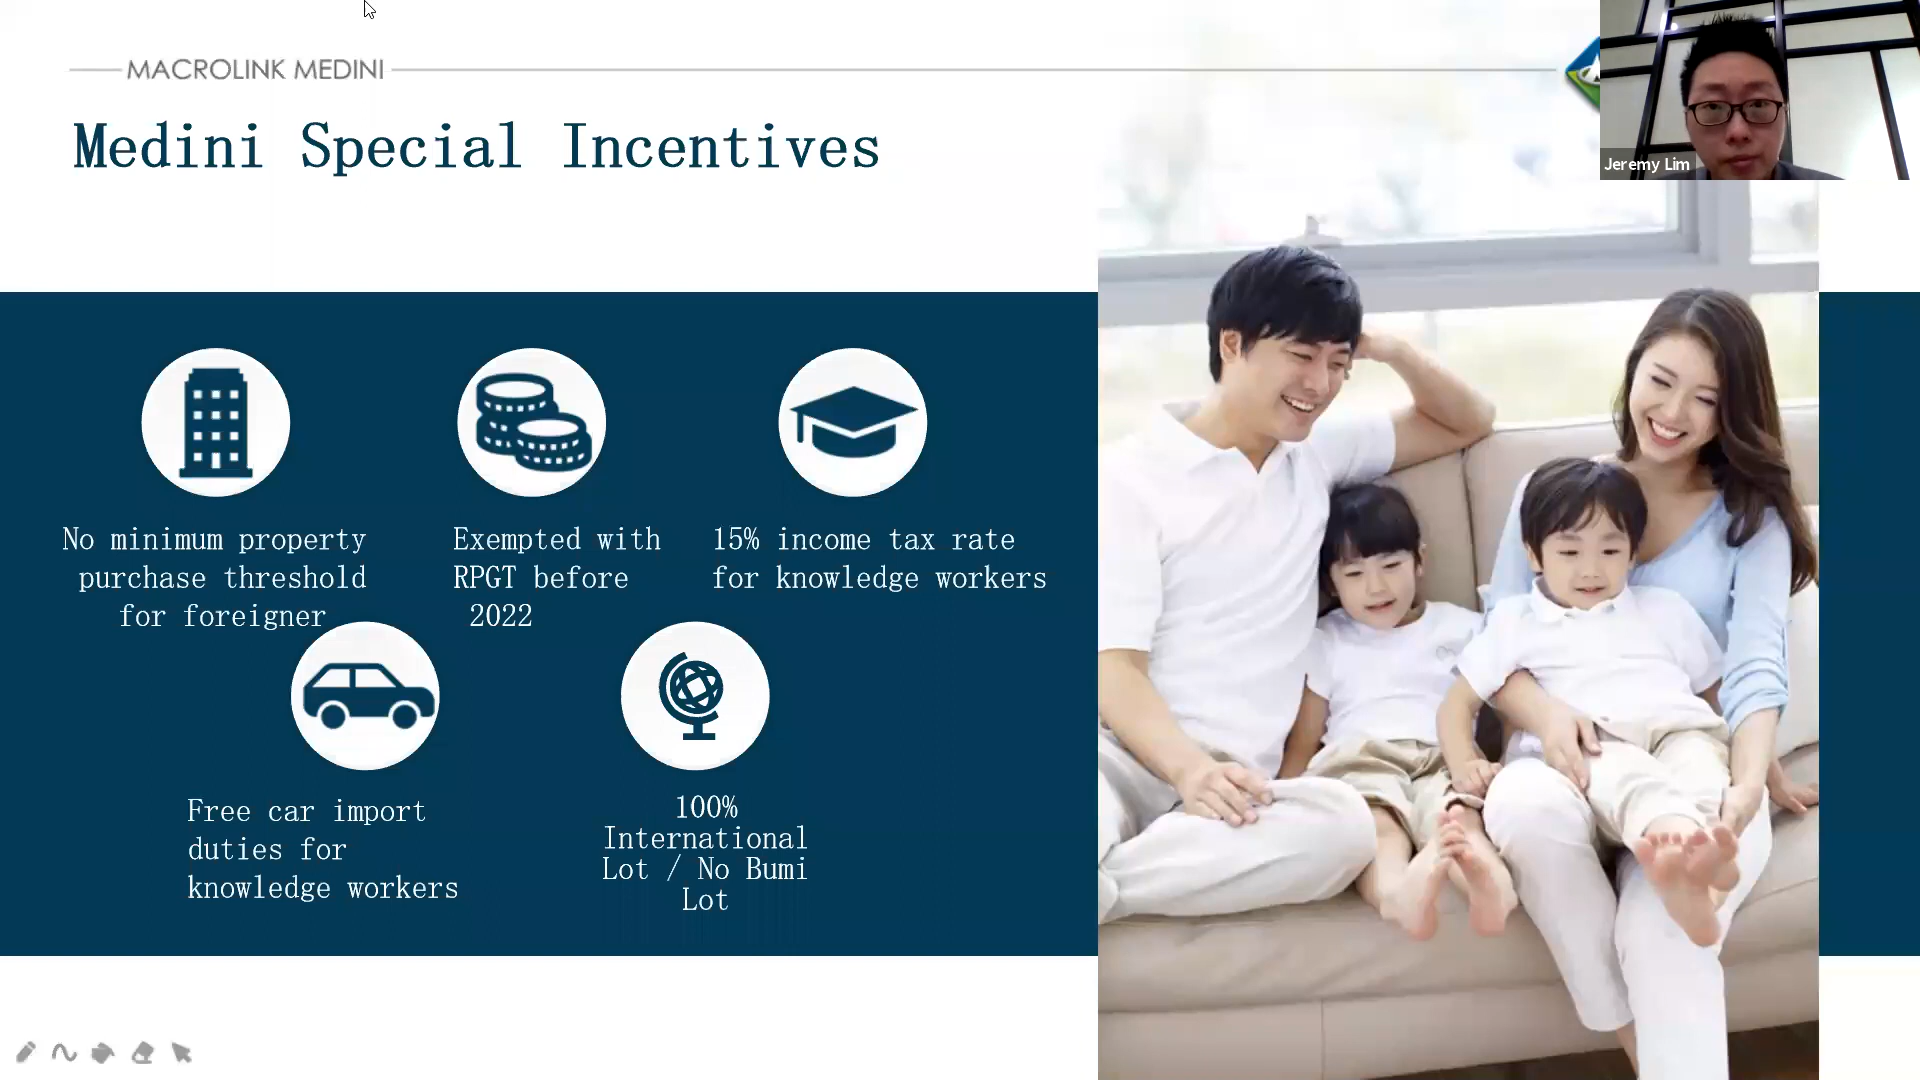 MACROLINK MEDINI
Jeremy Lim
Medini Special Incentives
No minimum property
purchase threshold
for foreigner
Exempted with
RPGT before
2022
15% income tax rate
for knowledge workers
Free car import
duties for
knowledge workers
100%
International
Lot / No Bumi
Lot